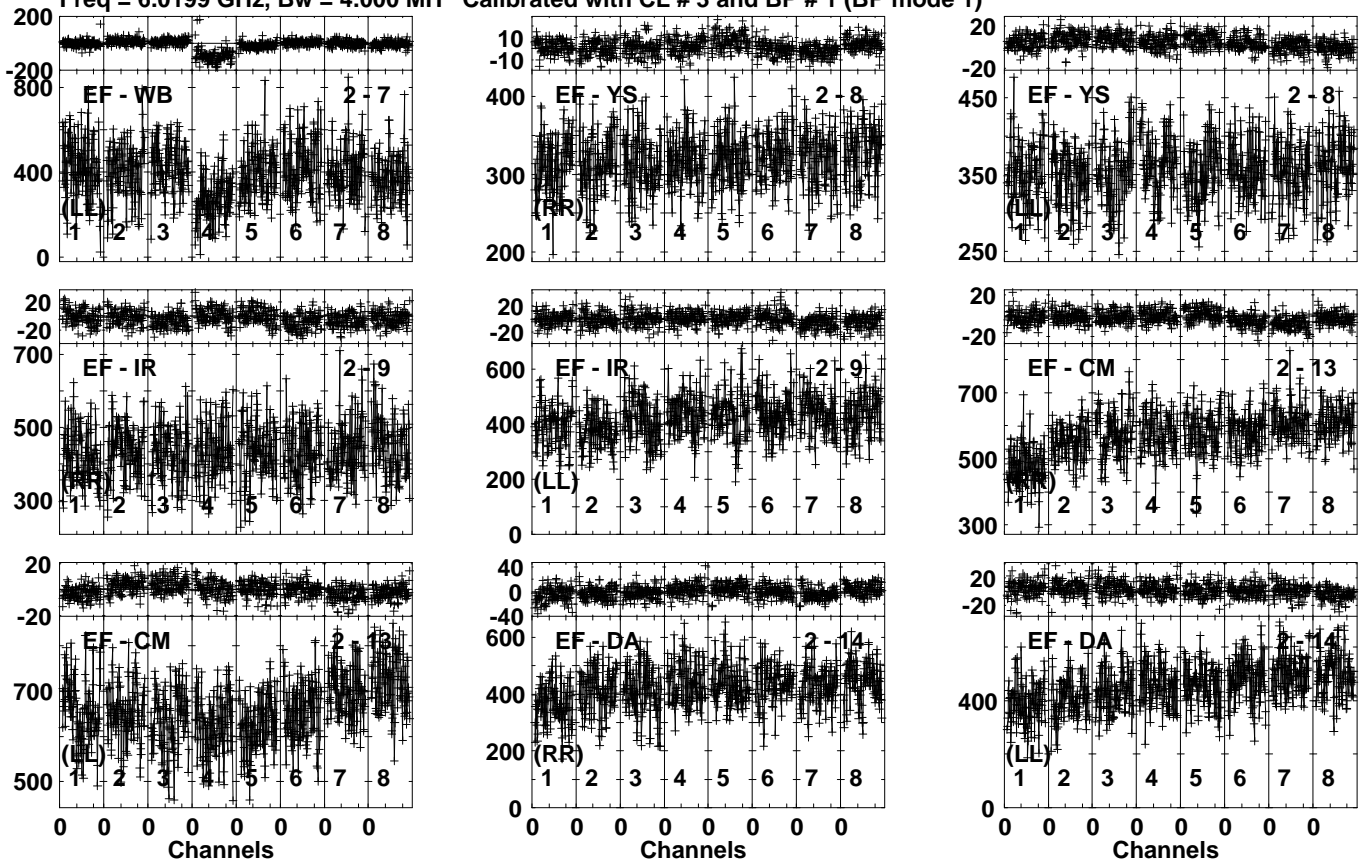 Freq = 6.0199 GHz, Bw = 4.000 MH Calibrated with CL # 3 and BP # 1 (BP mode 1)
200
-200
800
400
0
EF - WB 2 - 7
(LL)
1 2 3 4 5 6 7 8
10
-10
400
300
200
EF - YS 2 - 8
(RR)
1 2 3 4 5 6 7 8
20
-20
450
350
250
EF - YS 2 - 8
(LL)
1 2 3 4 5 6 7 8
20
-20
700
500
300
EF - IR 2 - 9
(RR)
1 2 3 4 5 6 7 8
20
-20
600
400
200
0
EF - IR 2 - 9
(LL)
1 2 3 4 5 6 7 8
20
-20
700
500
300
EF - CM 2 - 13
(RR)
1 2 3 4 5 6 7 8
20
-20
700
500
EF - CM 2 - 13
(LL)
1 2 3 4 5 6 7 8
0 0 0 0 0 0 0 0
Channels
40
0
-40
600
400
200
0
EF - DA 2 - 14
(RR)
1 2 3 4 5 6 7 8
0 0 0 0 0 0 0 0
Channels
20
-20
400
0
EF - DA 2 - 14
(LL)
1 2 3 4 5 6 7 8
0 0 0 0 0 0 0 0
Channels